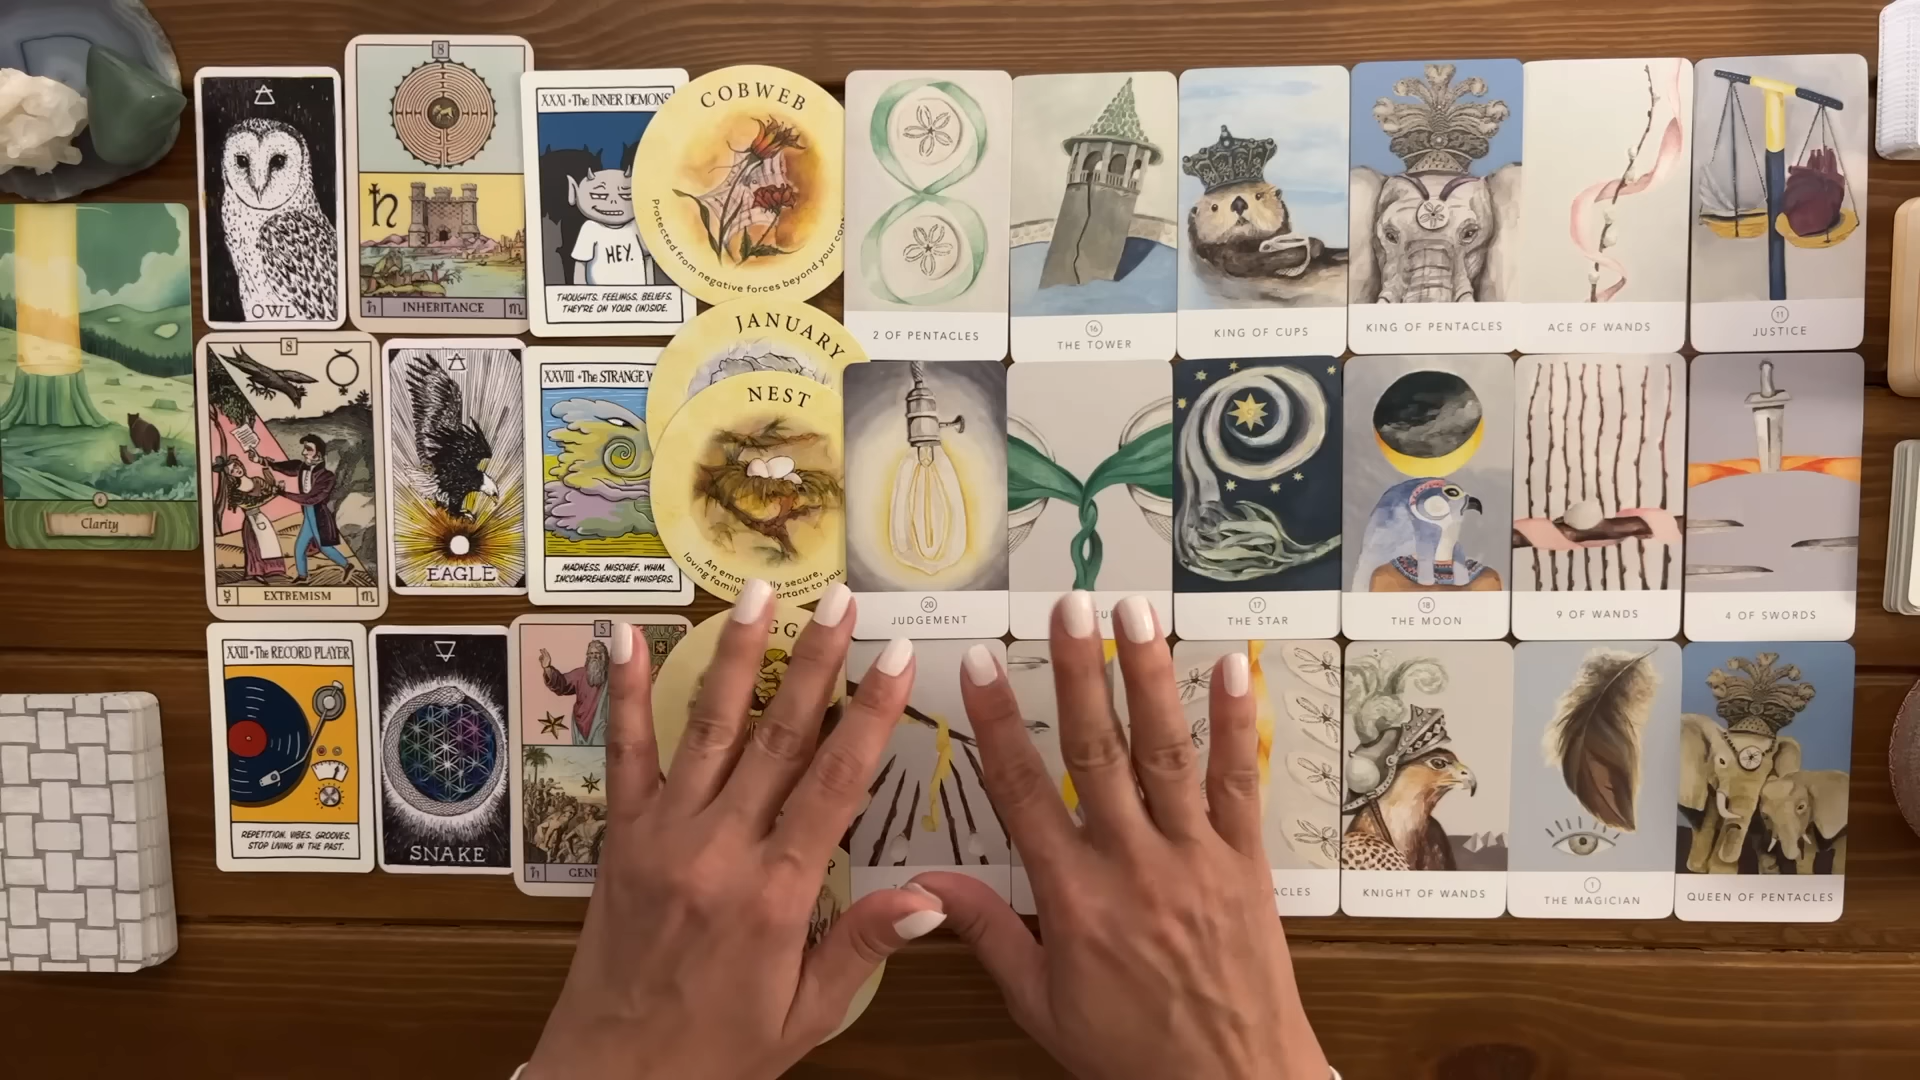 OWL
8
INHERITANCE
XXXI • The INNER DEMONS
HEY.
THOUGHTS. FEELINGS. BELIEFS.
THEY'RE ON YOUR (IN)SIDE.
COBWEB
Protected from negative forces beyond your
2 OF PENTACLES
16
THE TOWER
KING OF CUPS
KING OF PENTACLES
ACE OF WANDS
11
JUSTICE
6
Clarity
8
EXTREMISM
EAGLE
XXVIII • The STRANGE
MADNESS. MISCHIEF. WHIM.
INCOMPREHENSIBLE WHISPERS.
JANUARY
NEST
An emotionally secure,
loving family
important to you.
20
JUDGEMENT
17
THE STAR
18
THE MOON
9 OF WANDS
4 OF SWORDS
XXIII • The RECORD PLAYER
REPETITION. VIBES. GROOVES.
STOP LIVING IN THE PAST.
SNAKE
5
KNIGHT OF WANDS
1
THE MAGICIAN
QUEEN OF PENTACLES